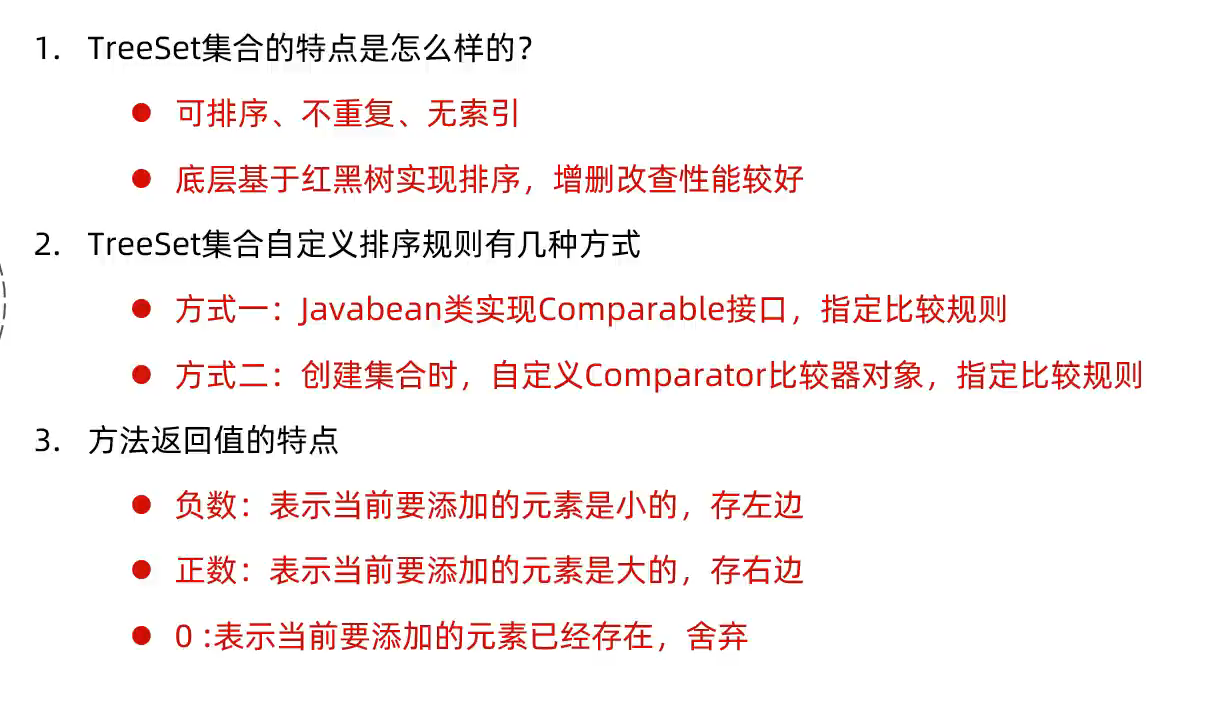 1. TreeSet集合的特点是怎么样的？
● 可排序、不重复、无索引
● 底层基于红黑树实现排序，增删改查性能较好
2. TreeSet集合自定义排序规则有几种方式
● 方式一：Javabean类实现Comparable接口，指定比较规则
● 方式二：创建集合时，自定义Comparator比较器对象，指定比较规则
3. 方法返回值的特点
● 负数：表示当前要添加的元素是小的，存左边
● 正数：表示当前要添加的元素是大的，存右边
● 0 :表示当前要添加的元素已经存在，舍弃